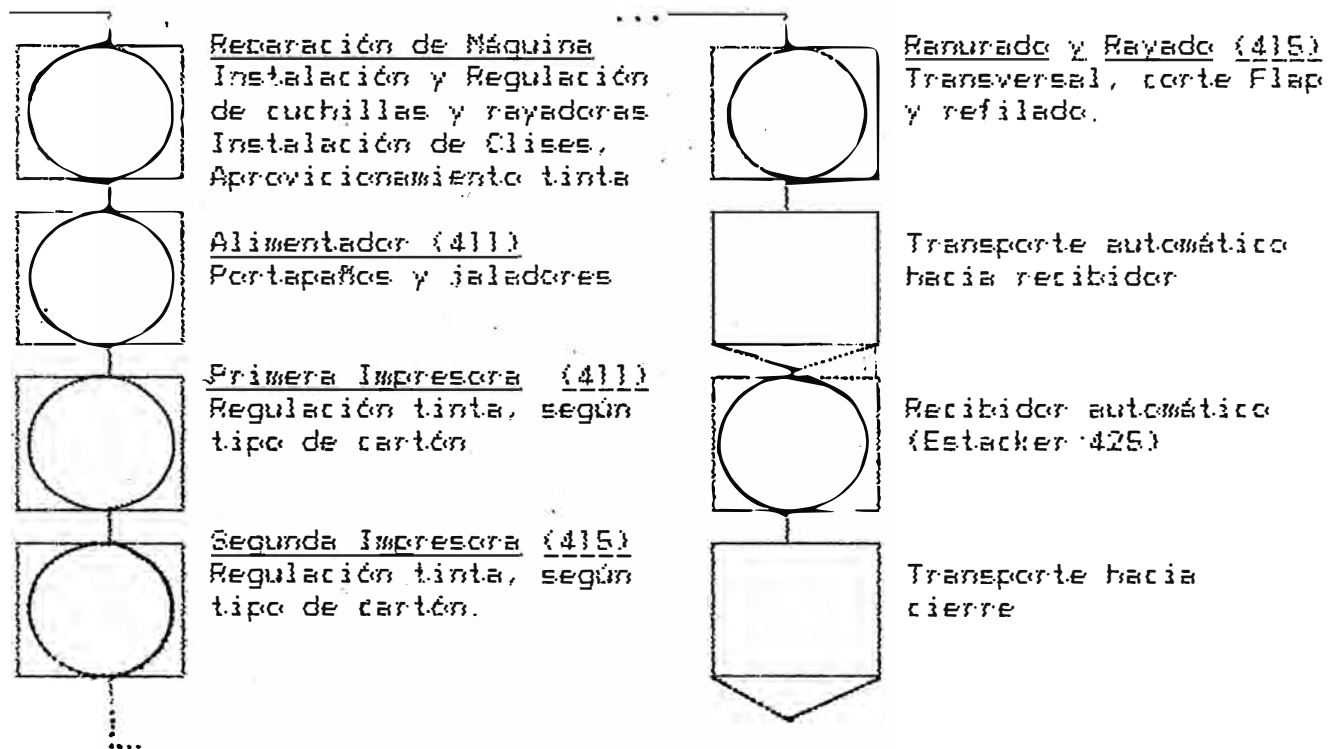 Reparación de Máquina
Instalación y Regulación
de cuchillas y rayadoras
Instalación de Clises,
Aprovicionamiento tinta
Alimentador (411)
Portapaños y jaladores
Primera Impresora (411)
Regulación tinta, según
tipo de cartón
Segunda Impresora (415)
Regulación tinta, según
tipo de cartón.
Ranurado y Rayado (415)
Transversal, corte Flap
y refilado.
Transporte automático
hacia recibidor
Recibidor automático
(Estacker 425)
Transporte hacia
cierre